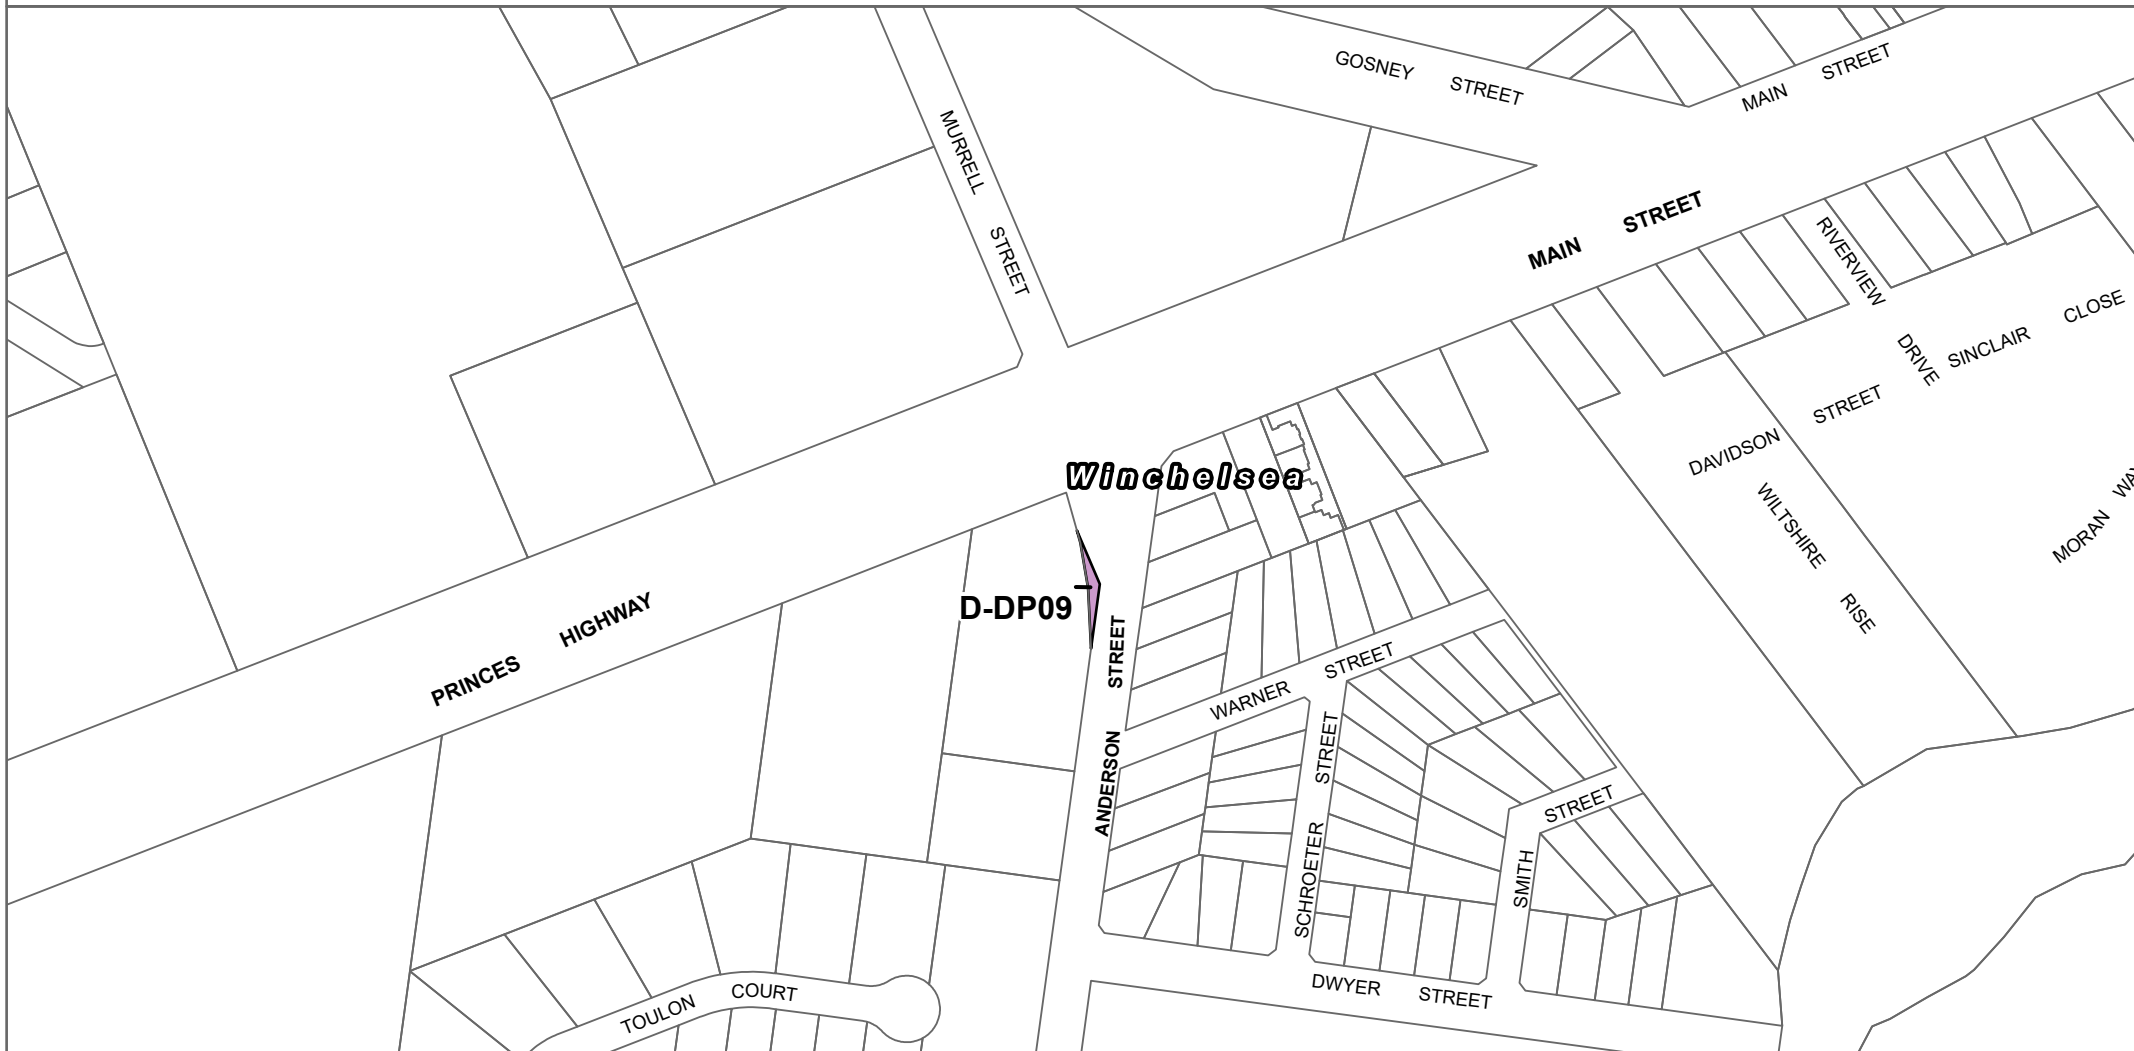 GOSNEY STREET
MAIN STREET
MURRELL STREET
MAIN STREET
RIVERVIEW DRIVE
SINCLAIR CLOSE
DAVIDSON STREET
WILTSHIRE RISE
MORAN
Winchelsea
D-DP09
PRINCES HIGHWAY
ANDERSON STREET
WARNER STREET
SCHROETER STREET
SMITH STREET
DWYER STREET
TOULON COURT